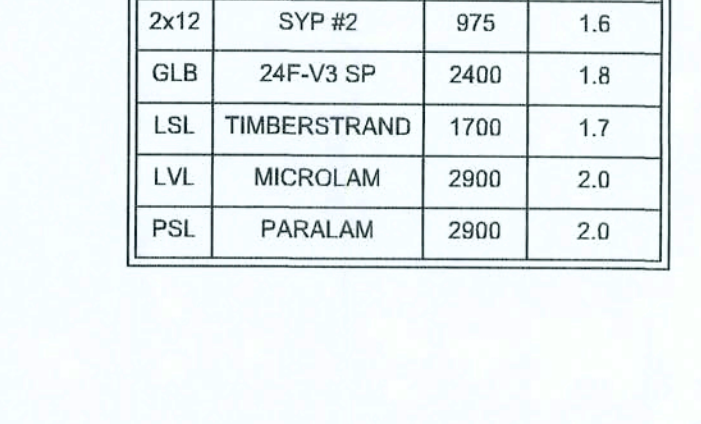 2x12 SYP #2 975 1.6
GLB 24F-V3 SP 2400 1.8
LSL TIMBERSTRAND 1700 1.7
LVL MICROLAM 2900 2.0
PSL PARALAM 2900 2.0